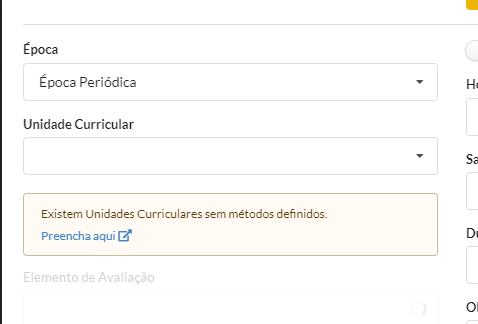 Época
Época Periódica
Unidade Curricular
Existem Unidades Curriculares sem métodos definidos.
Preencha aqui
Elemento de Avaliação